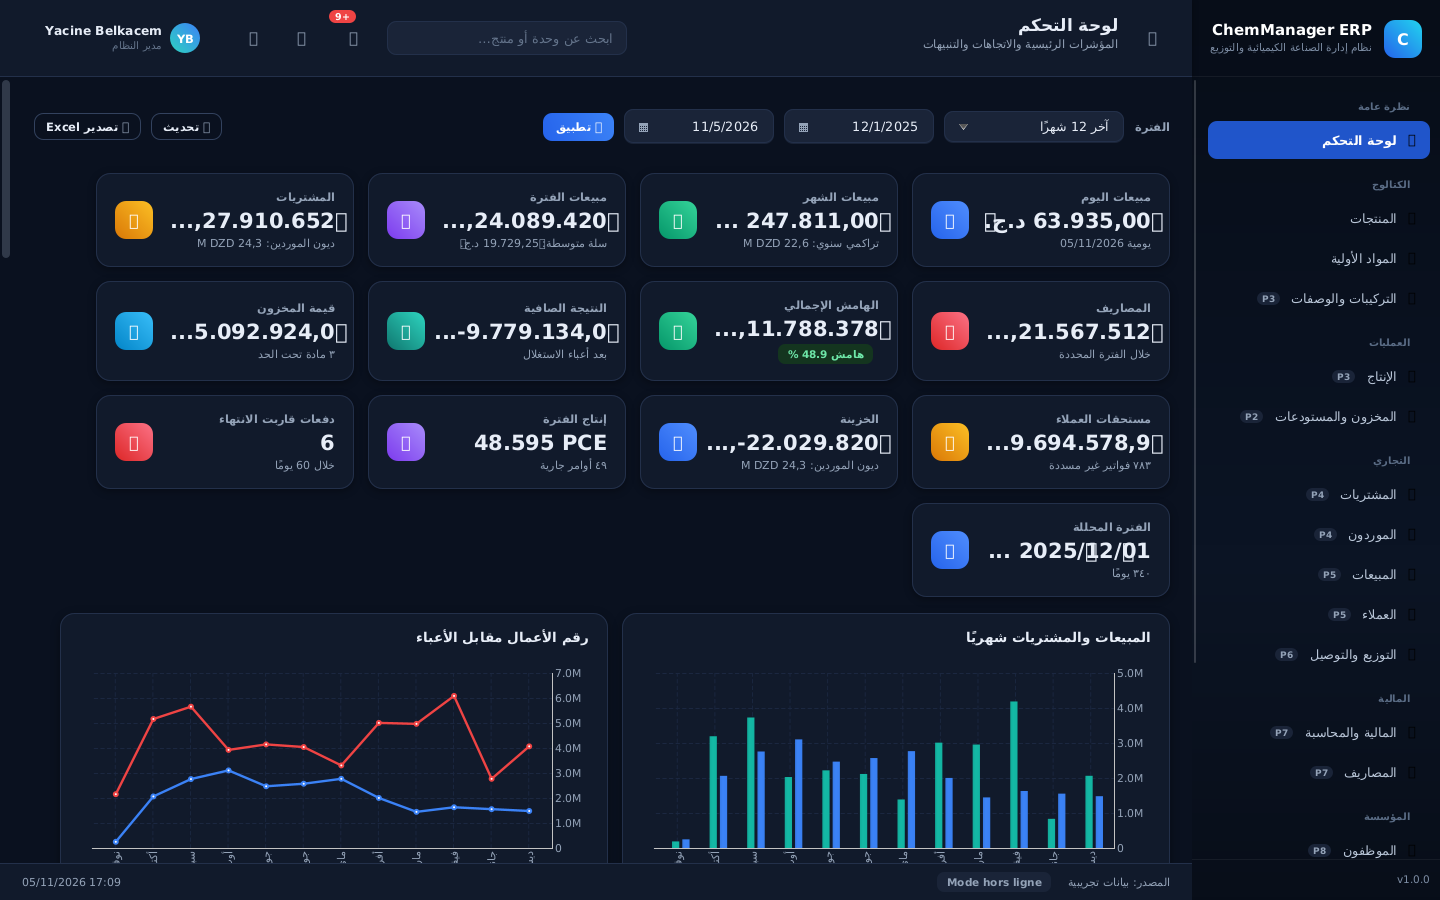 ChemManager ERP
نظام إدارة الصناعة الكيميائية والتوزيع
C
لوحة التحكم
المؤشرات الرئيسية والاتجاهات والتنبيهات
ابحث عن وحدة أو منتج...
9+
YB
Yacine Belkacem
مدير النظام
نظرة عامة
لوحة التحكم
الكتالوج
المنتجات
المواد الأولية
التركيبات والوصفات P3
العمليات
الإنتاج P3
المخزون والمستودعات P2
التجاري
المشتريات P4
الموردون P4
المبيعات P5
العملاء P5
التوزيع والتوصيل P6
المالية
المالية والمحاسبة P7
المصاريف P7
المؤسسة
الموظفون P8
v1.0.0
الفترة
آخر 12 شهرًا
12/1/2025
11/5/2026
تطبيق
تحديث
تصدير Excel
مبيعات اليوم
63.935,00 د.ج.
يومية 05/11/2026
مبيعات الشهر
247.811,00 ...
تراكمي سنوي: 22,6 M DZD
مبيعات الفترة
24.089.420,...
سلة متوسطة: 19.729,25 د.ج.
المشتريات
27.910.652,...
ديون الموردين: 24,3 M DZD
المصاريف
21.567.512,...
خلال الفترة المحددة
الهامش الإجمالي
11.788.378,...
هامش 48.9 %
النتيجة الصافية
-9.779.134,0...
بعد أعباء الاستغلال
قيمة المخزون
5.092.924,0...
٣ مادة تحت الحد
مستحقات العملاء
9.694.578,9...
٧٨٣ فواتير غير مسددة
الخزينة
-22.029.820,...
ديون الموردين: 24,3 M DZD
إنتاج الفترة
48.595 PCE
٤٩ أوامر جارية
دفعات قاربت الانتهاء
6
خلال 60 يومًا
الفترة المحللة
2025/12/01 ...
٣٤٠ يومًا
المبيعات والمشتريات شهريًا
5.0M
4.0M
3.0M
2.0M
1.0M
0
رقم الأعمال مقابل الأعباء
7.0M
6.0M
5.0M
4.0M
3.0M
2.0M
1.0M
0
المصدر: بيانات تجريبية
Mode hors ligne
05/11/2026 17:09